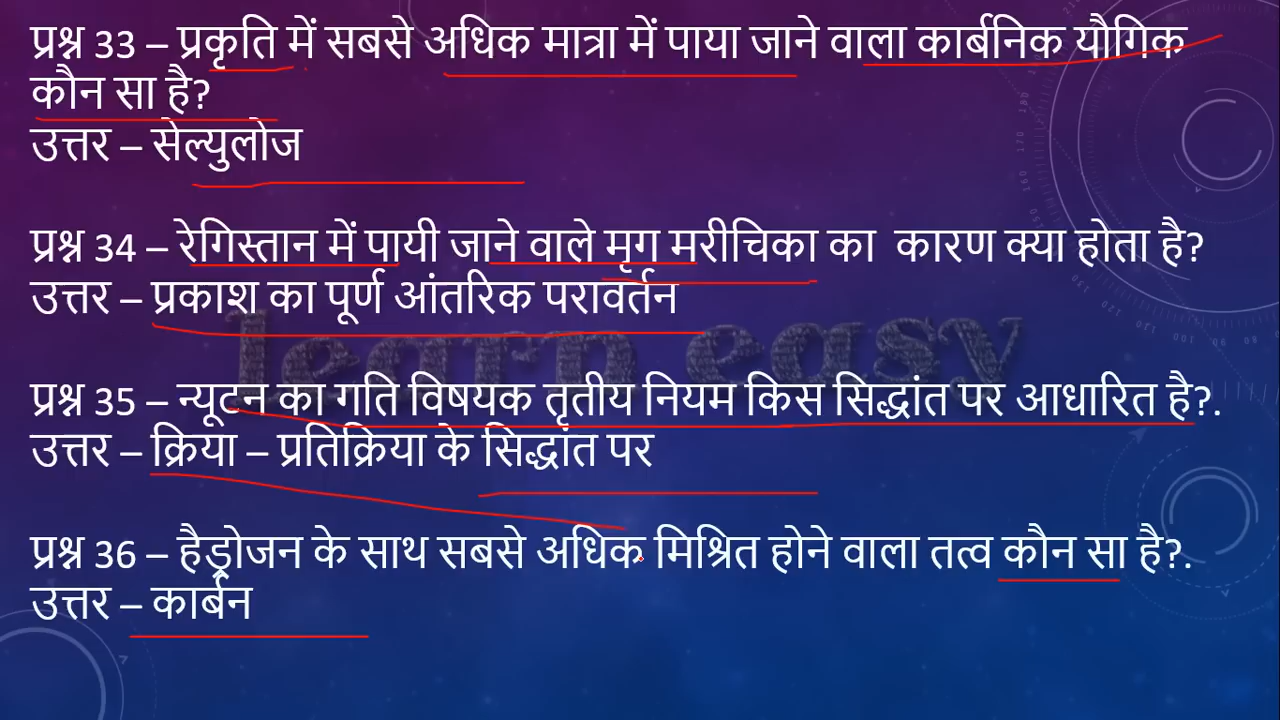 प्रश्न 33 – प्रकृति में सबसे अधिक मात्रा में पाया जाने वाला कार्बनिक यौगिक
कौन सा है?
उत्तर – सेल्युलोज
प्रश्न 34 – रेगिस्तान में पायी जाने वाले मृग मरीचिका का कारण क्या होता है?
उत्तर – प्रकाश का पूर्ण आंतरिक परावर्तन
learn easy
प्रश्न 35 – न्यूटन का गति विषयक तृतीय नियम किस सिद्धांत पर आधारित है?.
उत्तर – क्रिया – प्रतिक्रिया के सिद्धांत पर
प्रश्न 36 – हैड्रोजन के साथ सबसे अधिक मिश्रित होने वाला तत्व कौन सा है?.
उत्तर – कार्बन